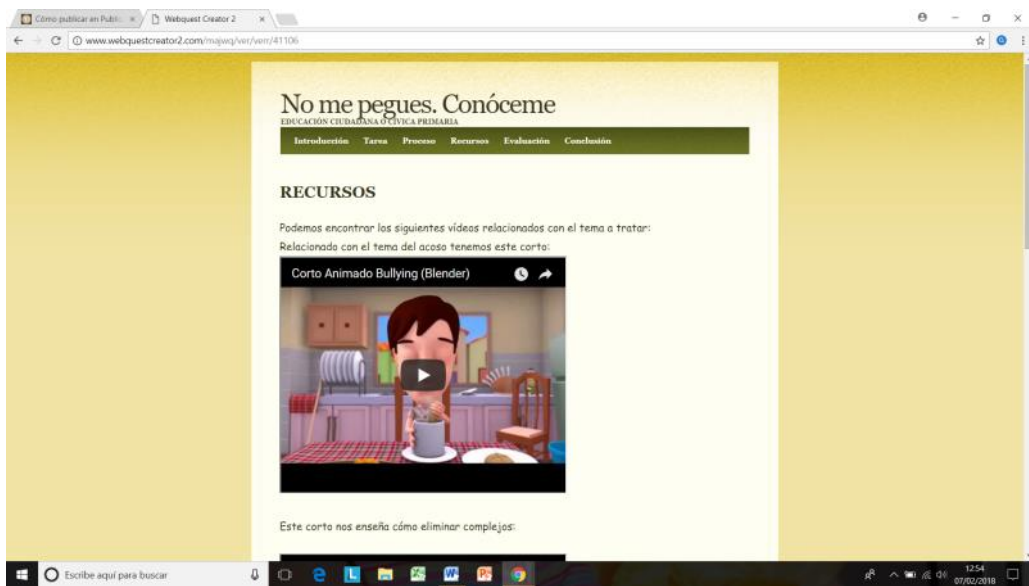 Cómo publicar en Public
Webquest Creator 2
www.webquestcreator2.com/majwq/ver/verr/41106
No me pegues. Conóceme
EDUCACIÓN CIUDADANA O CÍVICA PRIMARIA
Introducción Tarea Proceso Recursos Evaluación Conclusión
RECURSOS
Podemos encontrar los siguientes vídeos relacionados con el tema a tratar:
Relacionado con el tema del acoso tenemos este corto:
Corto Animado Bullying (Blender)
Este corto nos enseña cómo eliminar complejos:
Escribe aquí para buscar
12:54
07/02/2018